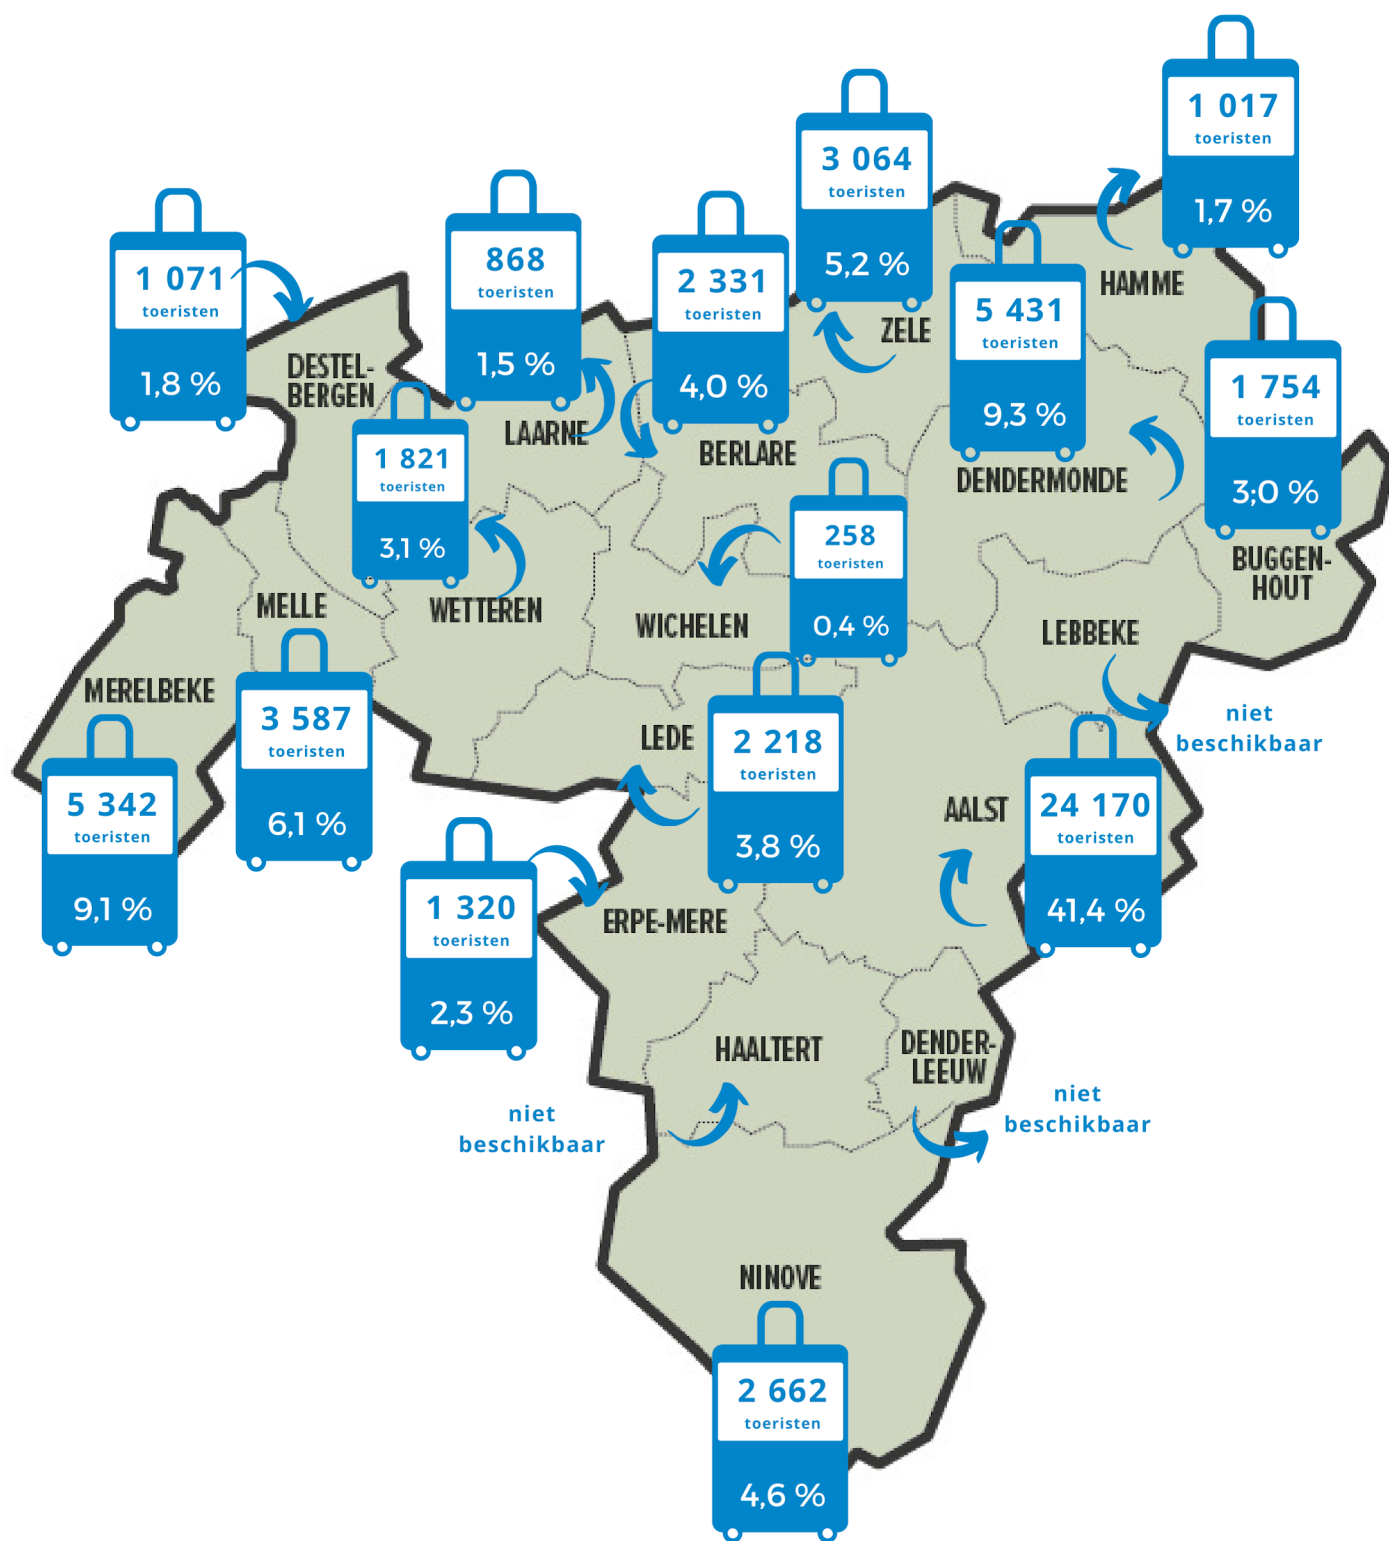 1 017
toeristen
1,7 %
3 064
toeristen
5,2 %
868
toeristen
1,5 %
1 071
toeristen
1,8 %
2 331
toeristen
4,0 %
5 431
toeristen
9,3 %
HAMME
ZELE
1 754
toeristen
3;0 %
DESTEL-
BERGEN
LAARNE
BERLARE
DENDERMONDE
1 821
toeristen
3,1 %
258
toeristen
0,4 %
BUGGEN-
HOUT
MELLE
WETTEREN
WICHELEN
LEBBEKE
MERELBEKE
3 587
toeristen
6,1 %
LEDE
2 218
toeristen
3,8 %
niet
beschikbaar
5 342
toeristen
9,1 %
AALST
24 170
toeristen
41,4 %
1 320
toeristen
2,3 %
ERPE-MERE
HAALTERT
DENDER-
LEEUW
niet
beschikbaar
niet
beschikbaar
NINOVE
2 662
toeristen
4,6 %